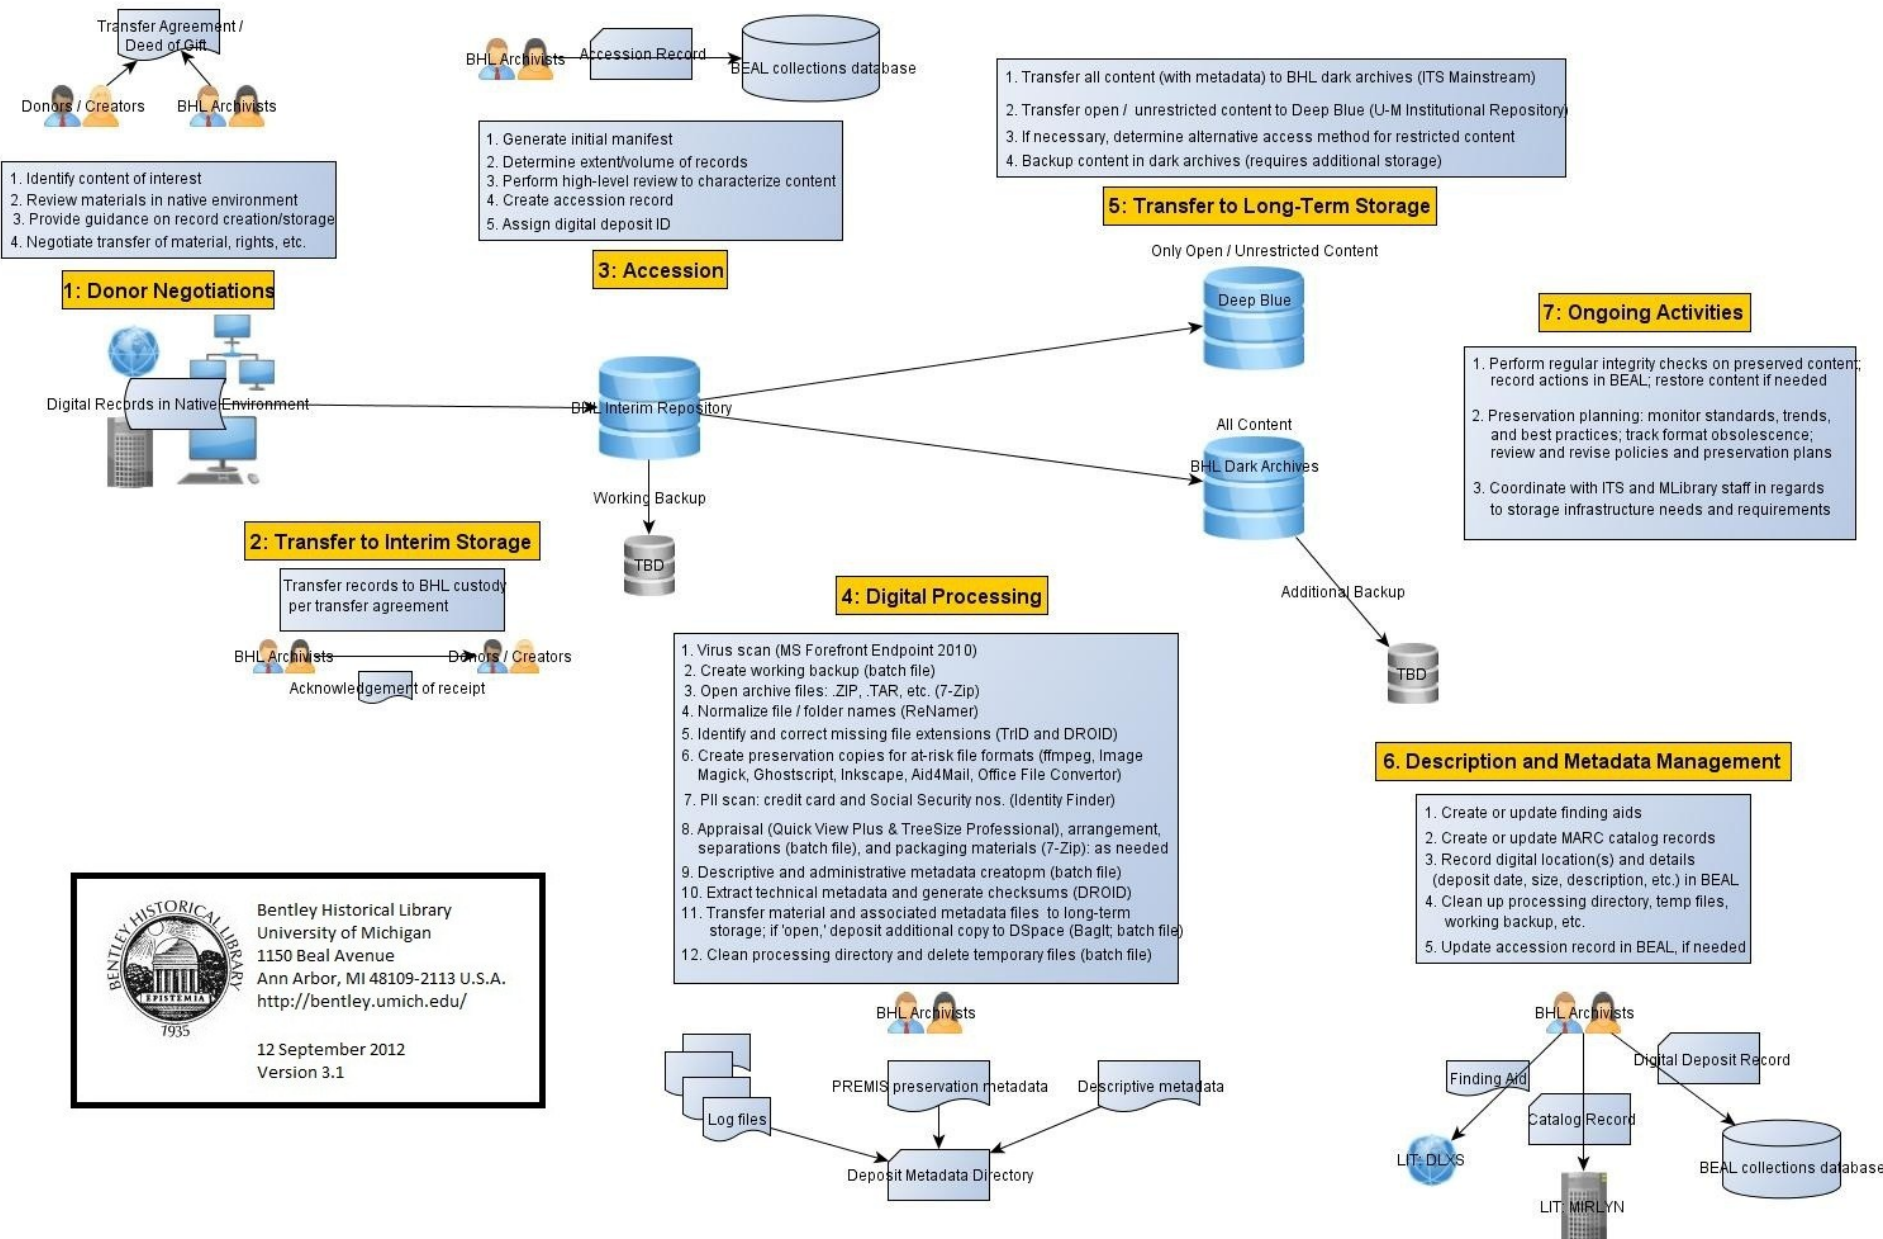 Transfer Agreement /
Deed of Gift
Donors / Creators
BHL Archivists
1. Identify content of interest
2. Review materials in native environment
3. Provide guidance on record creation/storage
4. Negotiate transfer of material, rights, etc.
1: Donor Negotiations
Digital Records in Native Environment
2: Transfer to Interim Storage
Transfer records to BHL custody
per transfer agreement
BHL Archivists
Donors / Creators
Acknowledgement of receipt
BHL Archivists
Accession Record
BEAL collections database
1. Generate initial manifest
2. Determine extent/volume of records
3. Perform high-level review to characterize content
4. Create accession record
5. Assign digital deposit ID
3: Accession
BHL Interim Repository
Working Backup
TBD
4: Digital Processing
1. Virus scan (MS Forefront Endpoint 2010)
2. Create working backup (batch file)
3. Open archive files: .ZIP, .TAR, etc. (7-Zip)
4. Normalize file / folder names (ReNamer)
5. Identify and correct missing file extensions (TrID and DROID)
6. Create preservation copies for at-risk file formats (ffmpeg, Image
Magick, Ghostscript, Inkscape, Aid4Mail, Office File Convertor)
7. PII scan: credit card and Social Security nos. (Identity Finder)
8. Appraisal (Quick View Plus & TreeSize Professional), arrangement,
separations (batch file), and packaging materials (7-Zip): as needed
9. Descriptive and administrative metadata creatopm (batch file)
10. Extract technical metadata and generate checksums (DROID)
11. Transfer material and associated metadata files to long-term
storage; if 'open,' deposit additional copy to DSpace (BagIt; batch file)
12. Clean processing directory and delete temporary files (batch file)
BHL Archivists
Log files
PREMIS preservation metadata
Descriptive metadata
Deposit Metadata Directory
1. Transfer all content (with metadata) to BHL dark archives (ITS Mainstream)
2. Transfer open / unrestricted content to Deep Blue (U-M Institutional Repository)
3. If necessary, determine alternative access method for restricted content
4. Backup content in dark archives (requires additional storage)
5: Transfer to Long-Term Storage
Only Open / Unrestricted Content
Deep Blue
All Content
BHL Dark Archives
Additional Backup
TBD
6. Description and Metadata Management
1. Create or update finding aids
2. Create or update MARC catalog records
3. Record digital location(s) and details
(deposit date, size, description, etc.) in BEAL
4. Clean up processing directory, temp files,
working backup, etc.
5. Update accession record in BEAL, if needed
BHL Archivists
Finding Aid
Catalog Record
Digital Deposit Record
LIT: DLXS
LIT: MIRLYN
BEAL collections database
7: Ongoing Activities
1. Perform regular integrity checks on preserved content;
record actions in BEAL; restore content if needed
2. Preservation planning: monitor standards, trends,
and best practices; track format obsolescence;
review and revise policies and preservation plans
3. Coordinate with ITS and MLibrary staff in regards
to storage infrastructure needs and requirements
BENTLEY HISTORICAL LIBRARY
EPISTEMIA
1935
Bentley Historical Library
University of Michigan
1150 Beal Avenue
Ann Arbor, MI 48109-2113 U.S.A.
http://bentley.umich.edu/
12 September 2012
Version 3.1